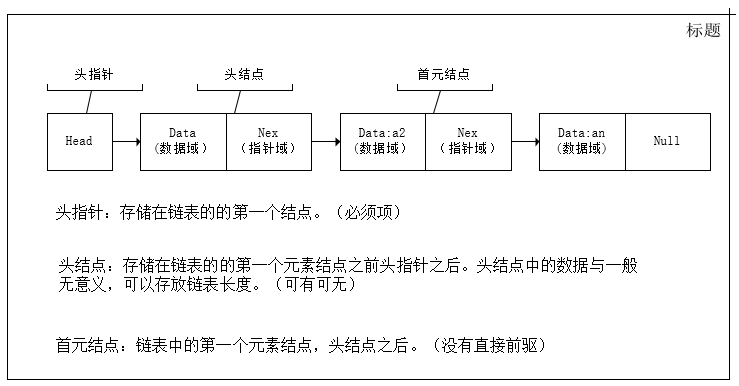 标题
头指针
头结点
首元结点
Head
Data
(数据域)
Nex
(指针域)
Data:a2
(数据域)
Nex
(指针域)
Data:an
(数据域)
Null
头指针：存储在链表的的第一个结点。（必须项）
头结点：存储在链表的的第一个元素结点之前头指针之后。头结点中的数据与一般
无意义，可以存放链表长度。（可有可无）
首元结点：链表中的第一个元素结点，头结点之后。（没有直接前驱）